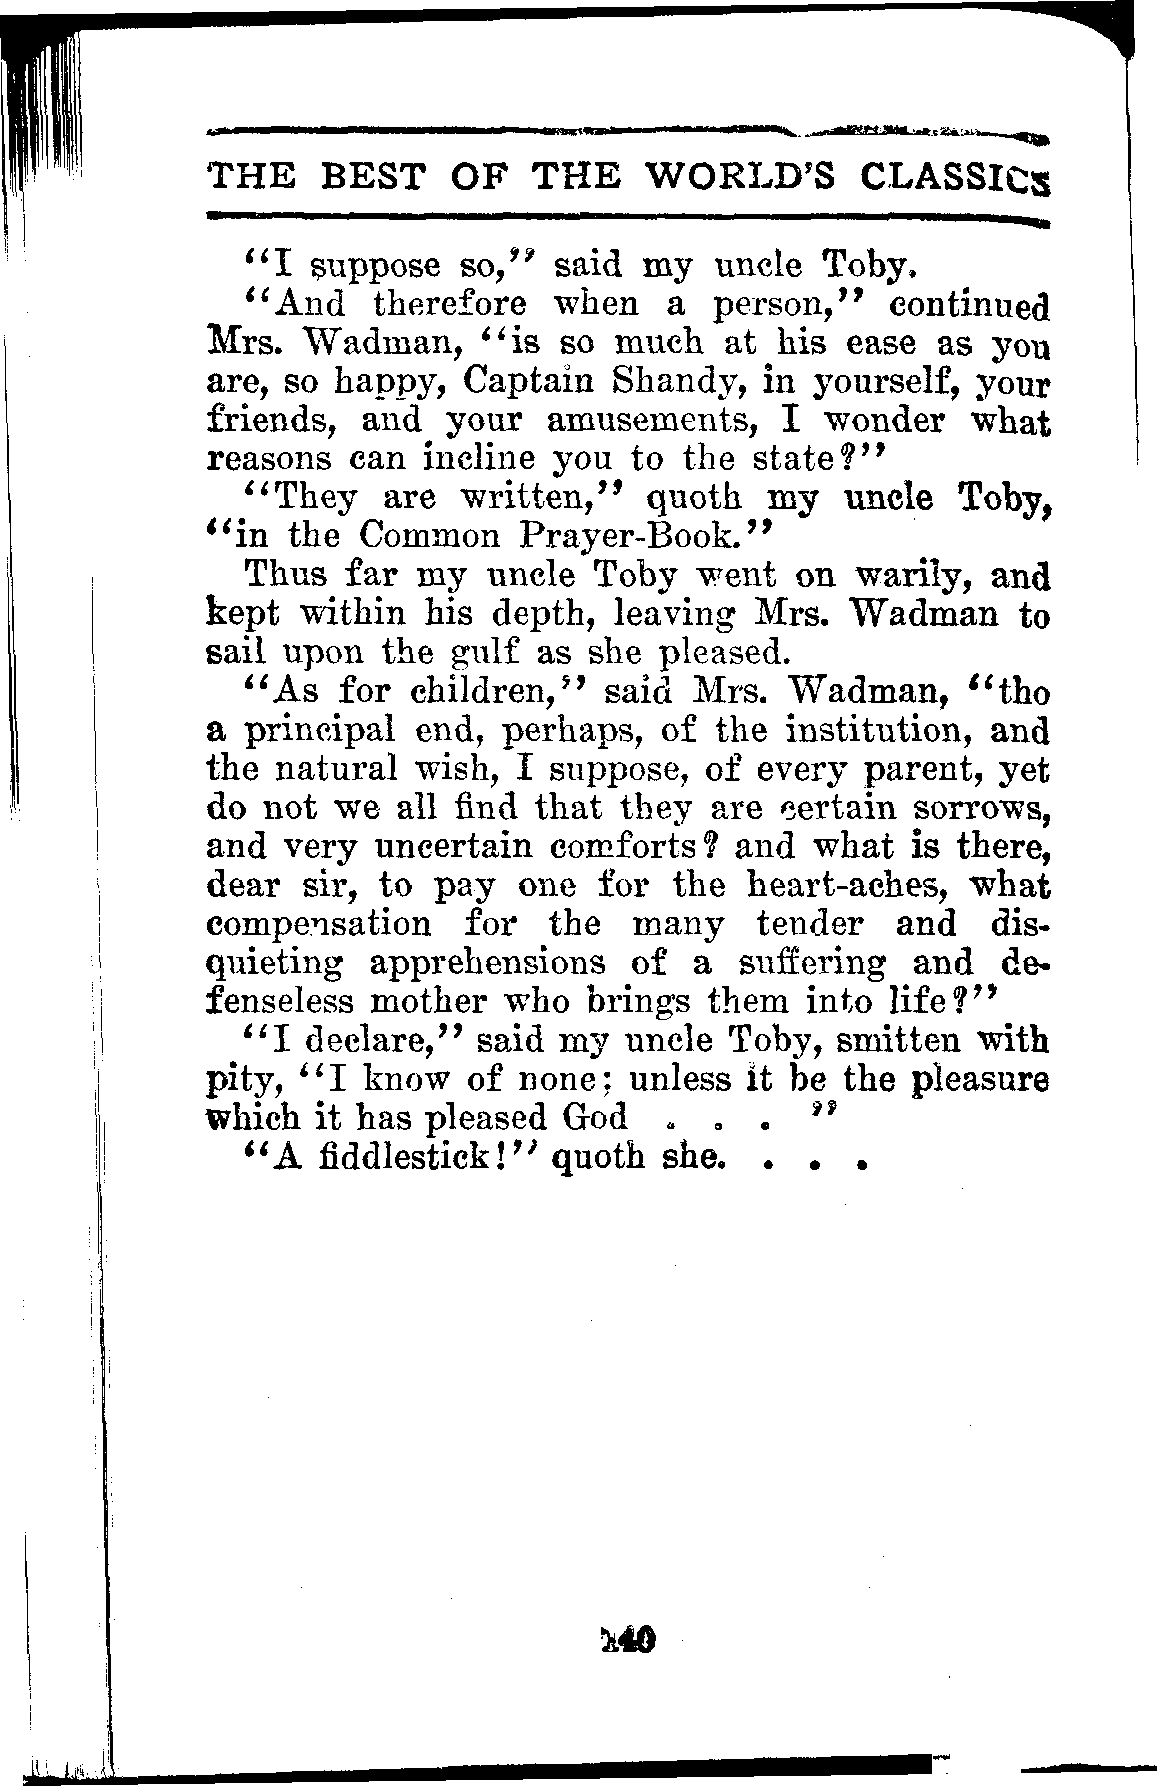 THE BEST OF THE WORLD'S CLASSICS
"I suppose so," said my uncle Toby.
"And therefore when a person," continued
Mrs. Wadman, "is so much at his ease as you
are, so happy, Captain Shandy, in yourself, your
friends, and your amusements, I wonder what
reasons can incline you to the state?"
"They are written," quoth my uncle Toby,
"in the Common Prayer-Book."
Thus far my uncle Toby went on warily, and
kept within his depth, leaving Mrs. Wadman to
sail upon the gulf as she pleased.
"As for children," said Mrs. Wadman, "tho
a principal end, perhaps, of the institution, and
the natural wish, I suppose, of every parent, yet
do not we all find that they are certain sorrows,
and very uncertain comforts? and what is there,
dear sir, to pay one for the heart-aches, what
compensation for the many tender and dis-
quieting apprehensions of a suffering and de-
fenseless mother who brings them into life?"
"I declare," said my uncle Toby, smitten with
pity, "I know of none; unless it be the pleasure
which it has pleased God . . . "
"A fiddlestick!" quoth she. . . .